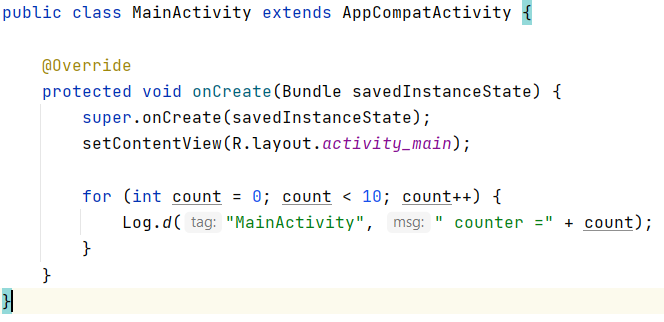 public class MainActivity extends AppCompatActivity {
@Override
protected void onCreate(Bundle savedInstanceState) {
super.onCreate(savedInstanceState);
setContentView(R.layout.activity_main);
for (int count = 0; count < 10; count++) {
Log.d( tag: "MainActivity", msg: " counter =" + count);
}
}
}